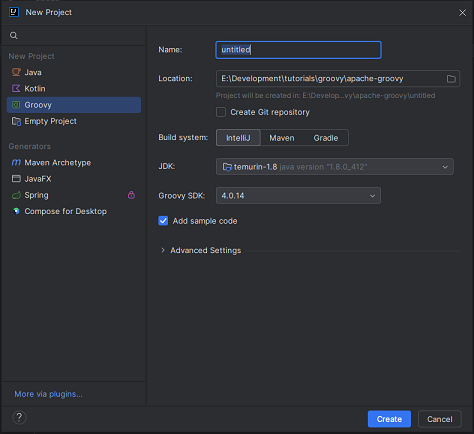 New Project
New Project
Java
Kotlin
Groovy
Empty Project
Generators
Maven Archetype
JavaFX
Spring
Compose for Desktop
More via plugins...
?
Name: untitled
Location: E:\Development\tutorials\groovy\apache-groovy
Project will be created in: E:\Develop...vy\apache-groovy\untitled
Create Git repository
Build system: IntelliJ Maven Gradle
JDK: temurin-1.8 java version "1.8.0_412"
Groovy SDK: 4.0.14
Add sample code
Advanced Settings
Create Cancel